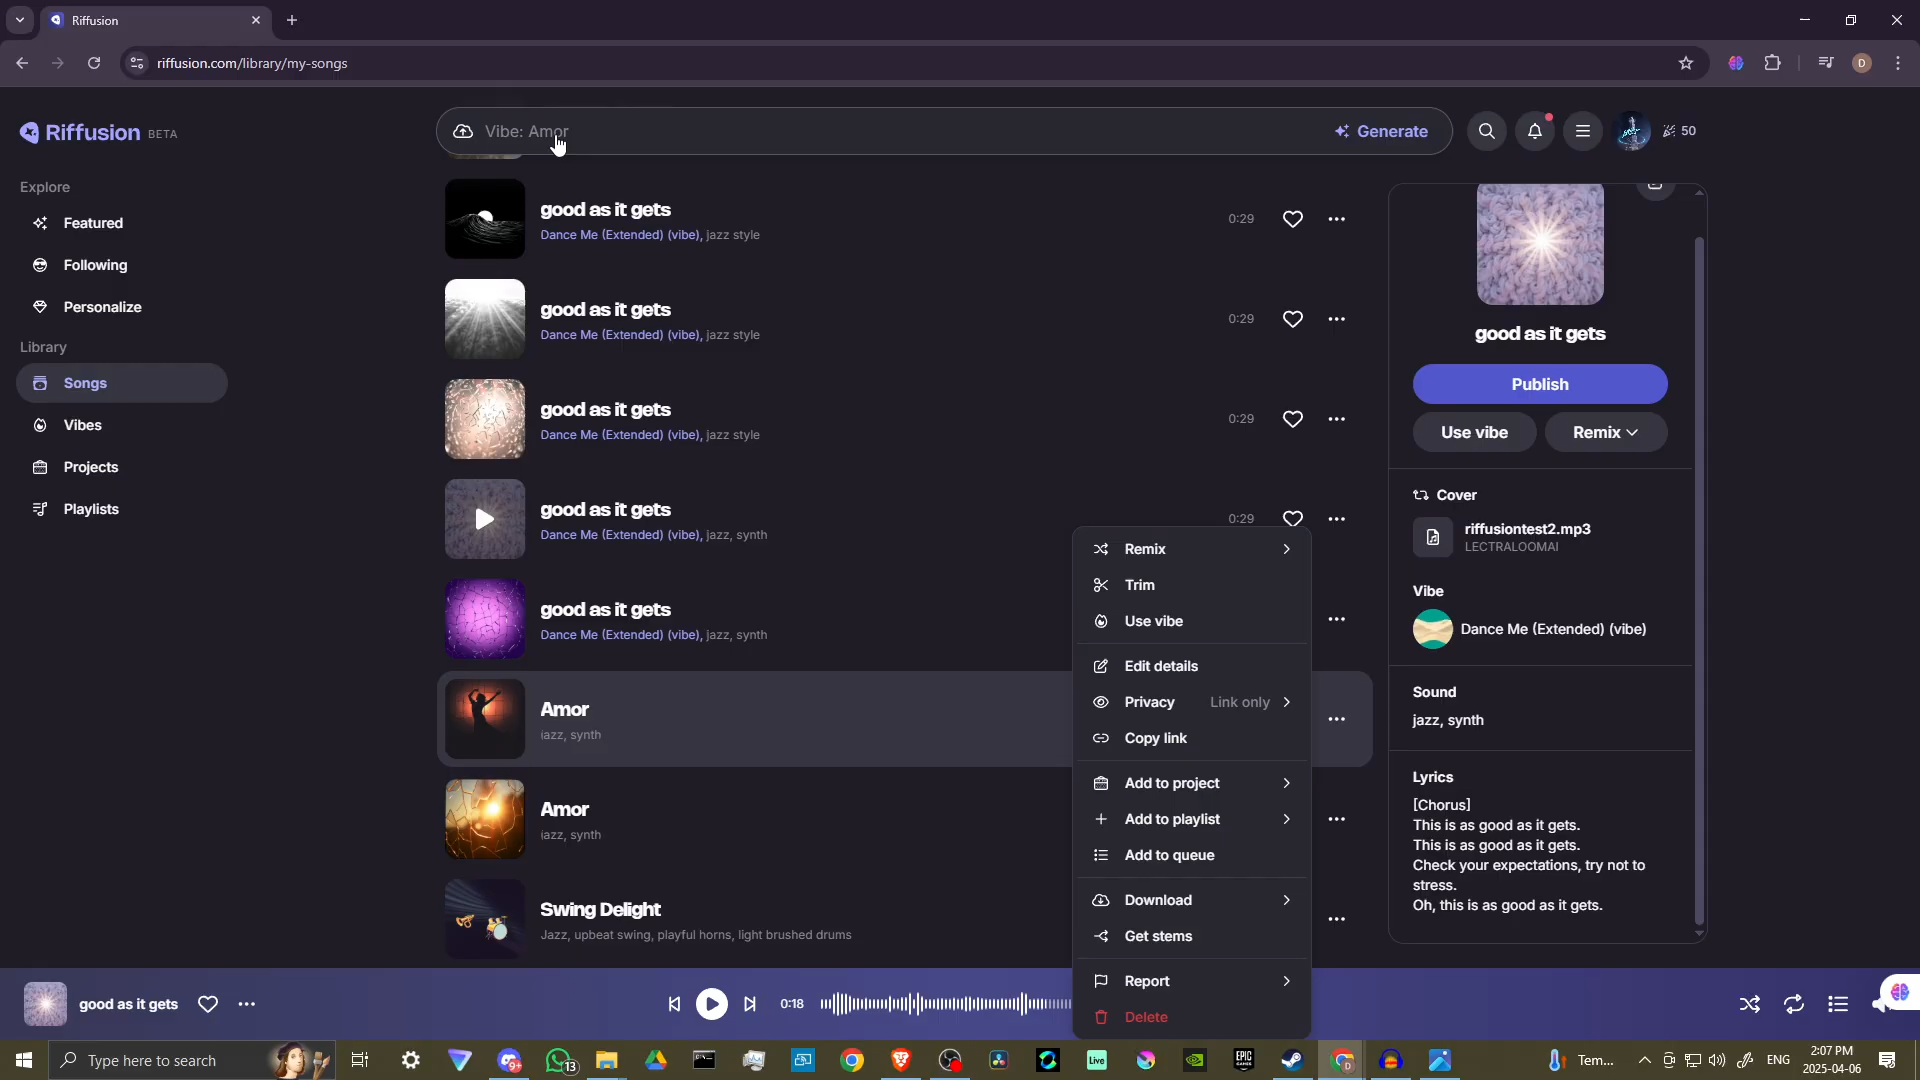 Riffusion
riffusion.com/library/my-songs
D
Riffusion BETA
Vibe: Amor
Generate
50
Explore
Featured
Following
Personalize
Library
Songs
Vibes
Projects
Playlists
good as it gets
Dance Me (Extended) (vibe), jazz style
0:29
good as it gets
Dance Me (Extended) (vibe), jazz style
0:29
good as it gets
Dance Me (Extended) (vibe), jazz style
0:29
good as it gets
Dance Me (Extended) (vibe), jazz, synth
0:29
good as it gets
Dance Me (Extended) (vibe), jazz, synth
Amor
jazz, synth
Amor
jazz, synth
Swing Delight
Jazz, upbeat swing, playful horns, light brushed drums
Remix
Trim
Use vibe
Edit details
Privacy Link only
Copy link
Add to project
Add to playlist
Add to queue
Download
Get stems
Report
Delete
good as it gets
Publish
Use vibe
Remix
Cover
riffusiontest2.mp3
LECTRALOOMAI
Vibe
Dance Me (Extended) (vibe)
Sound
jazz, synth
Lyrics
[Chorus]
This is as good as it gets.
This is as good as it gets.
Check your expectations, try not to
stress.
Oh, this is as good as it gets.
good as it gets
0:18
Type here to search
9+
13
Live
EPIC
GAMES
D
Tem...
ENG
2:07 PM
2025-04-06